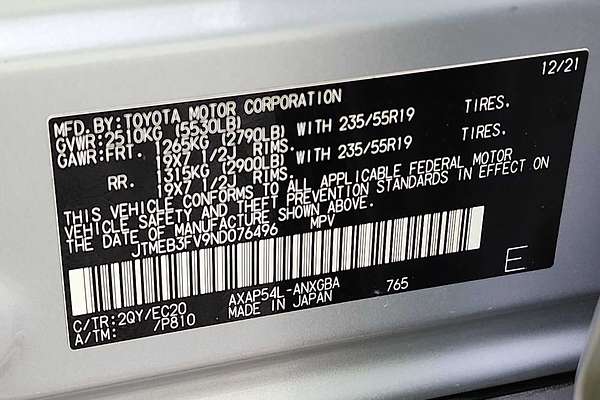 12/21
MFD.BY:TOYOTA MOTOR CORPORATION
GVWR:2510KG (5530LB)
GAWR:FRT. 1265KG (2790LB) WITH 235/55R19 TIRES.
19X7 1/2J RIMS.
RR. 1315KG (2900LB) WITH 235/55R19 TIRES.
19X7 1/2J RIMS.
THIS VEHICLE CONFORMS TO ALL APPLICABLE FEDERAL MOTOR
VEHICLE SAFETY AND THEFT PREVENTION STANDARDS IN EFFECT ON
THE DATE OF MANUFACTURE SHOWN ABOVE.
JTMEB3FV9ND076496 MPV
E
C/TR:2QY/EC20 AXAP54L-ANXGBA 765
A/TM: 7P810 MADE IN JAPAN